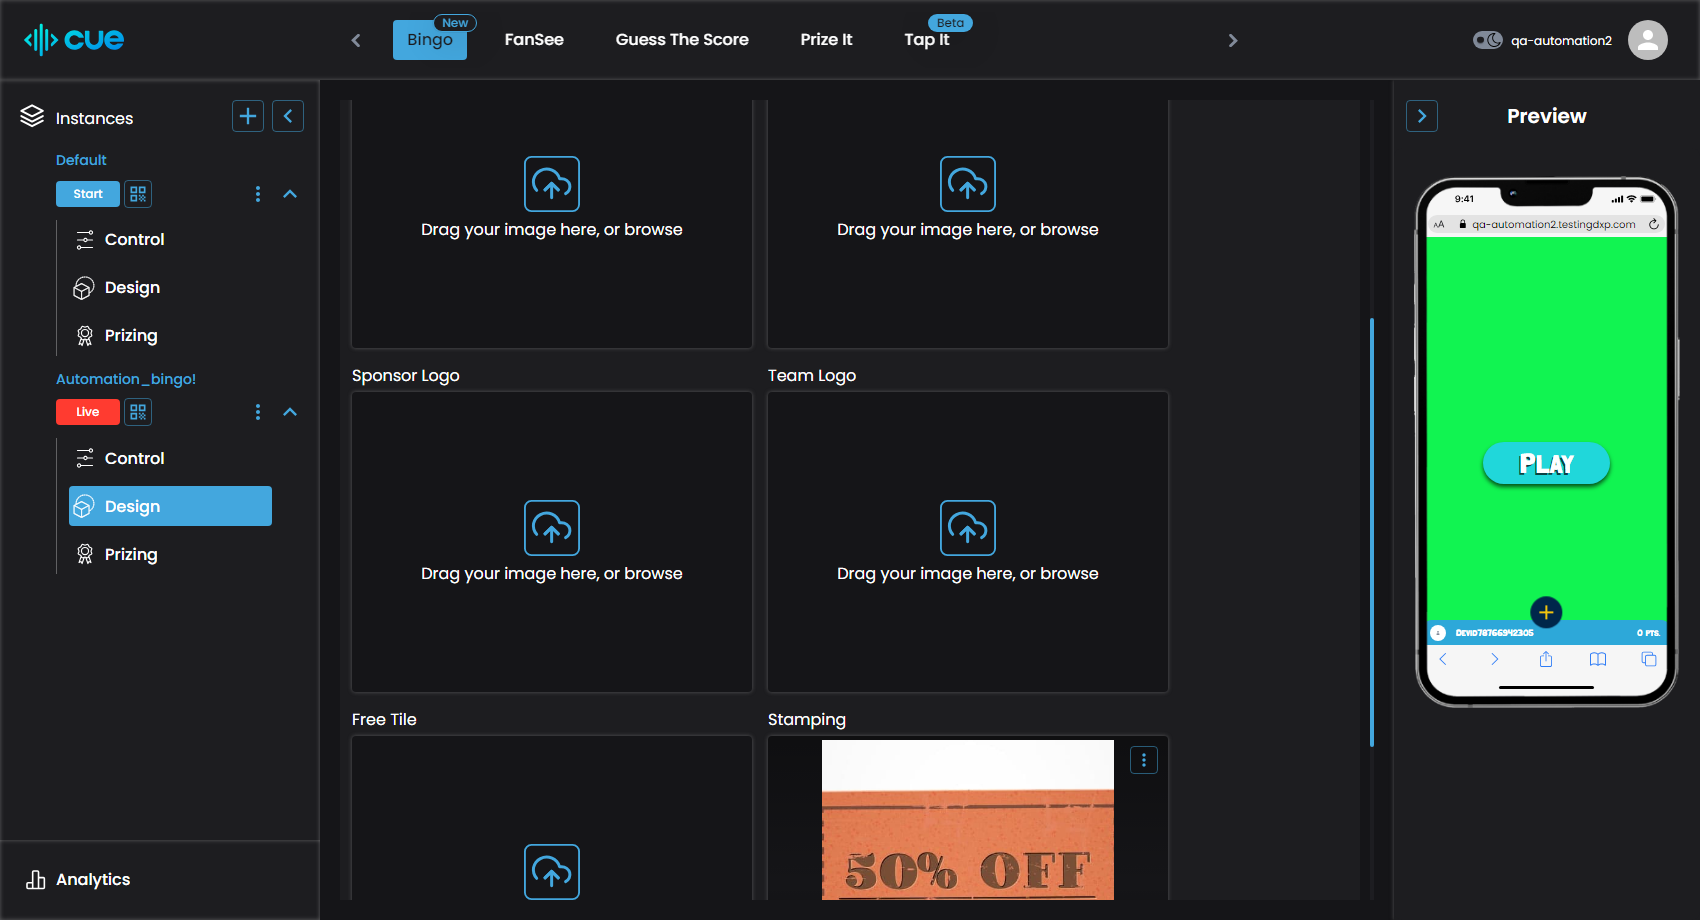 cue
Bingo
New
FanSee
Guess The Score
Prize It
Tap It
Beta
qa-automation2
Instances
Default
Start
Control
Design
Prizing
Automation_bingo!
Live
Control
Design
Prizing
Analytics
Drag your image here, or browse
Drag your image here, or browse
Sponsor Logo
Team Logo
Drag your image here, or browse
Drag your image here, or browse
Free Tile
Stamping
50% OFF
Preview
9:41
AA qa-automation2.testingdxp.com
PLAY
DEVID78766942305
0 PTS.